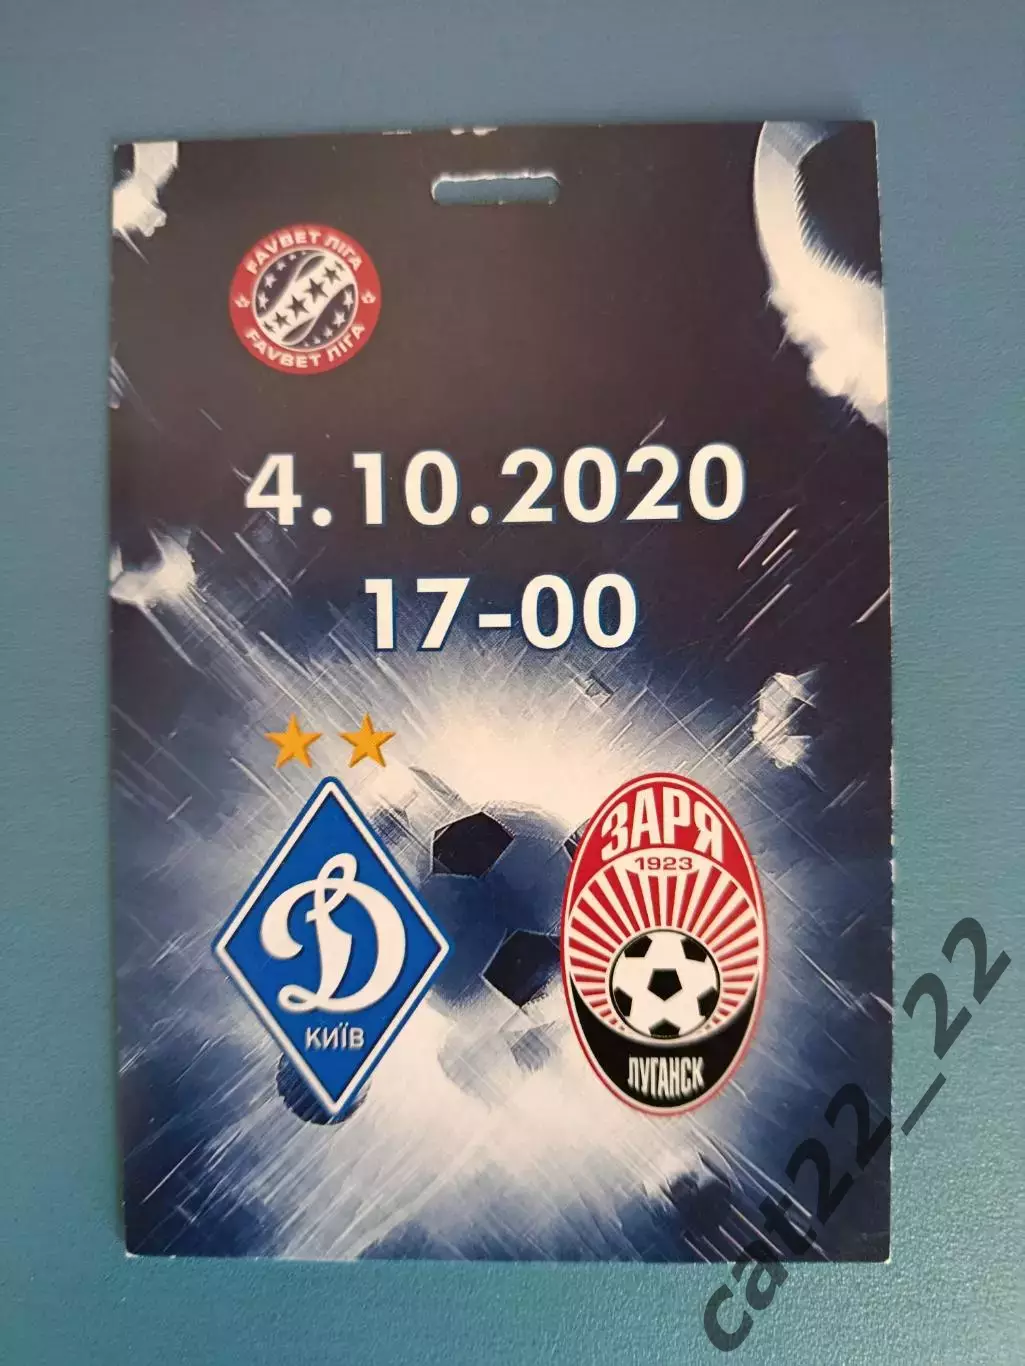 FAVBET ЛІГА
FAVBET ЛІГА
4.10.2020
17-00
ЗАРЯ
1923
Д
КИЇВ
ЛУГАНСК
cat22_22